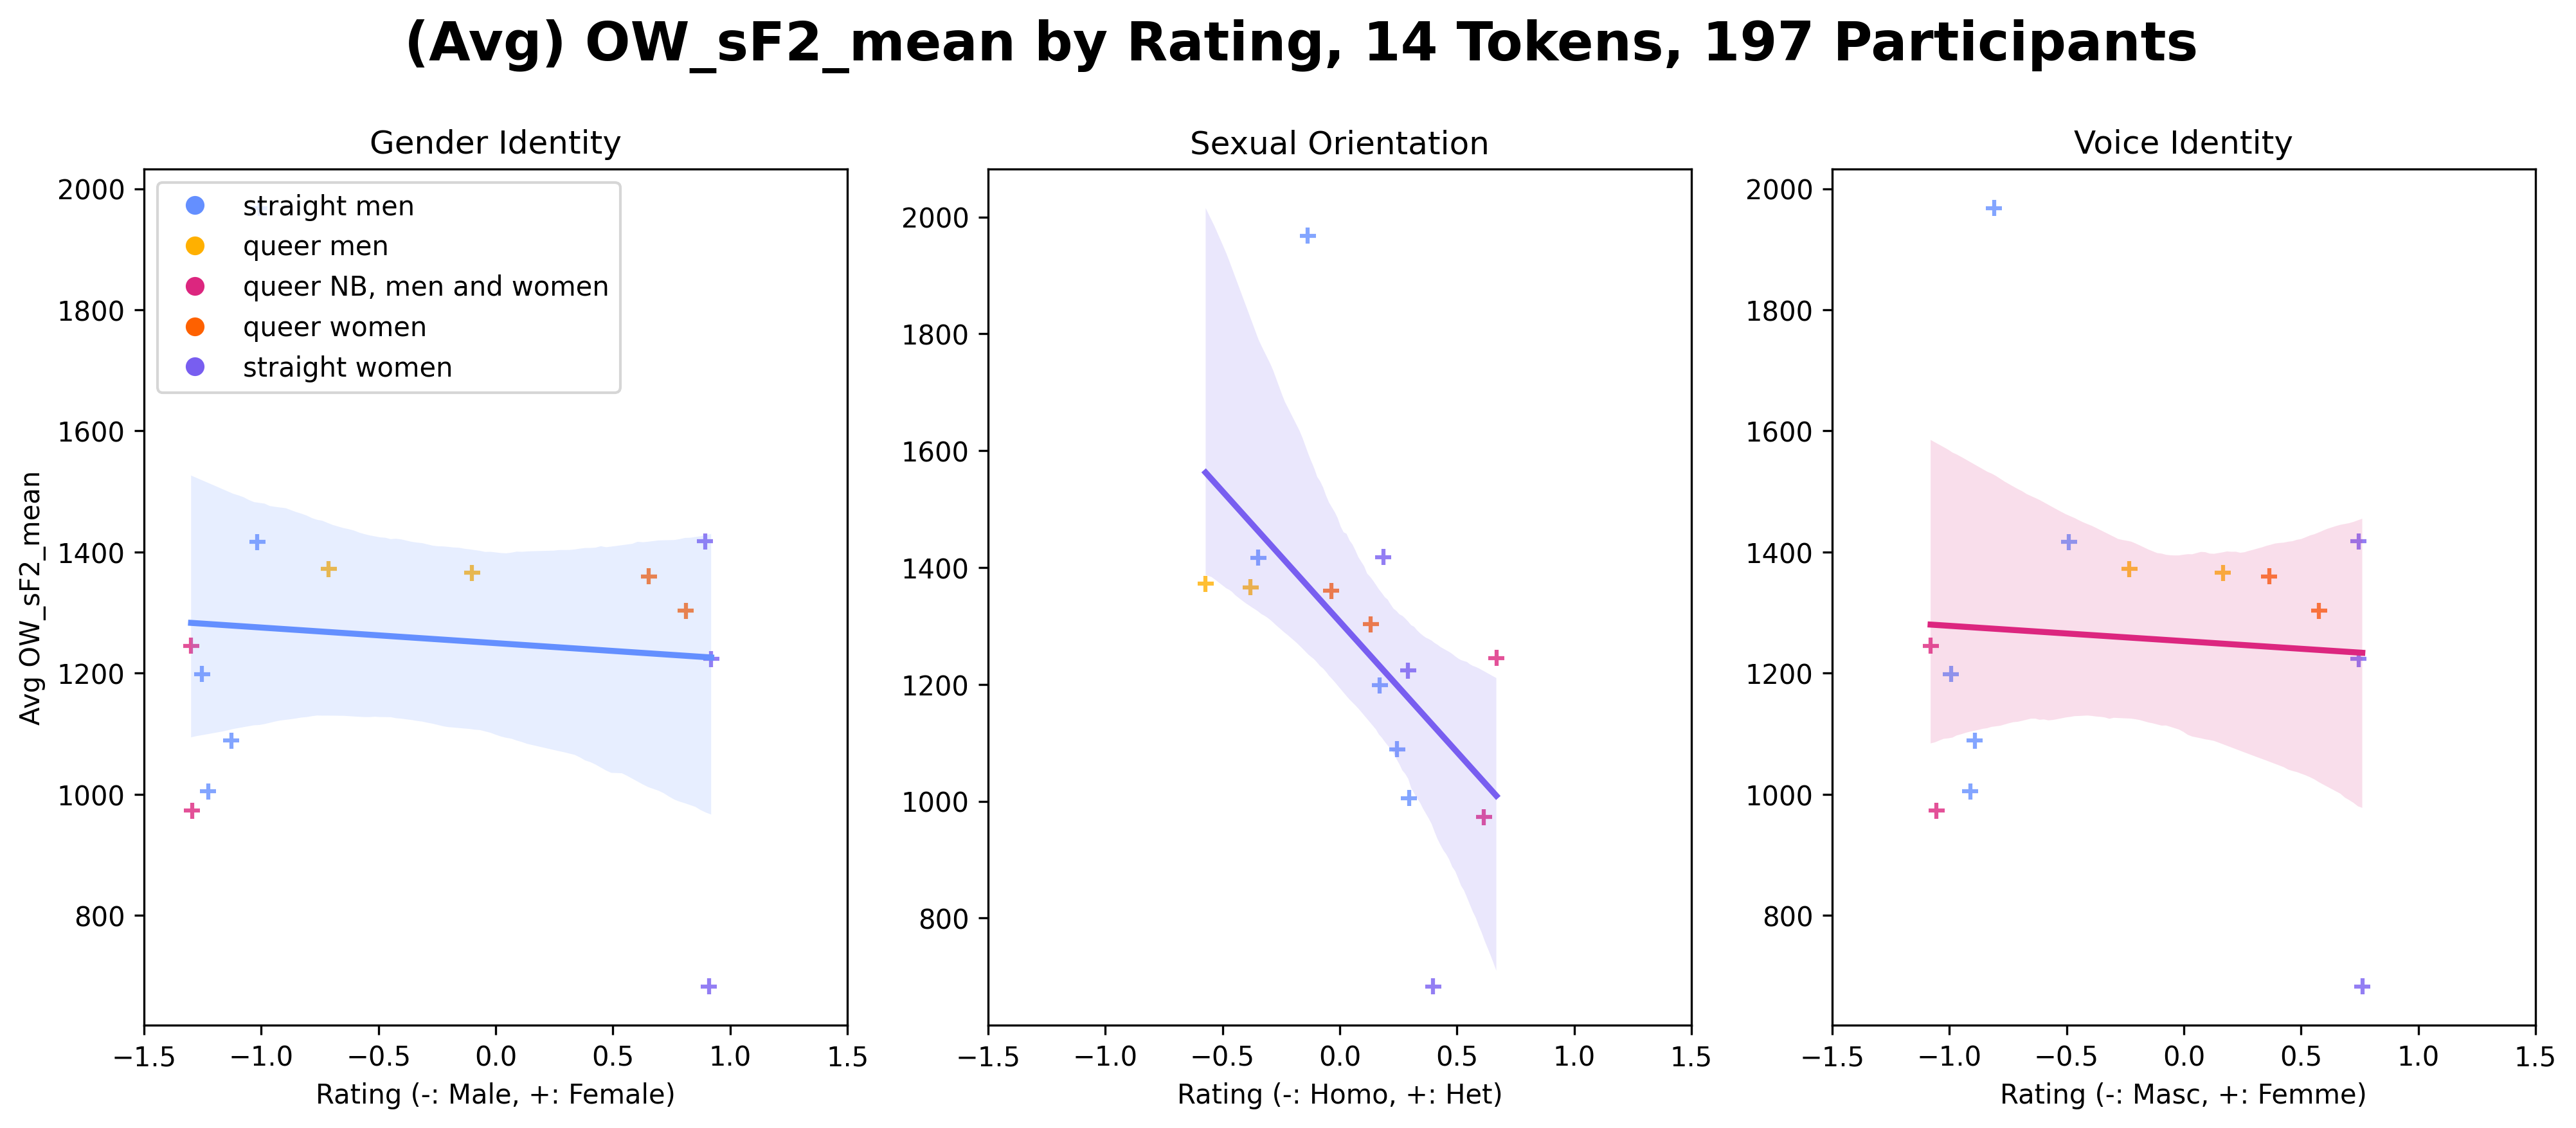 (Avg) OW_sF2_mean by Rating, 14 Tokens, 197 Participants
Gender Identity
straight men
queer men
queer NB, men and women
queer women
straight women
2000
1800
1600
1400
1200
1000
800
Avg OW_sF2_mean
−1.5 −1.0 −0.5 0.0 0.5 1.0 1.5
Rating (-: Male, +: Female)
Sexual Orientation
2000
1800
1600
1400
1200
1000
800
−1.5 −1.0 −0.5 0.0 0.5 1.0 1.5
Rating (-: Homo, +: Het)
Voice Identity
2000
1800
1600
1400
1200
1000
800
−1.5 −1.0 −0.5 0.0 0.5 1.0 1.5
Rating (-: Masc, +: Femme)